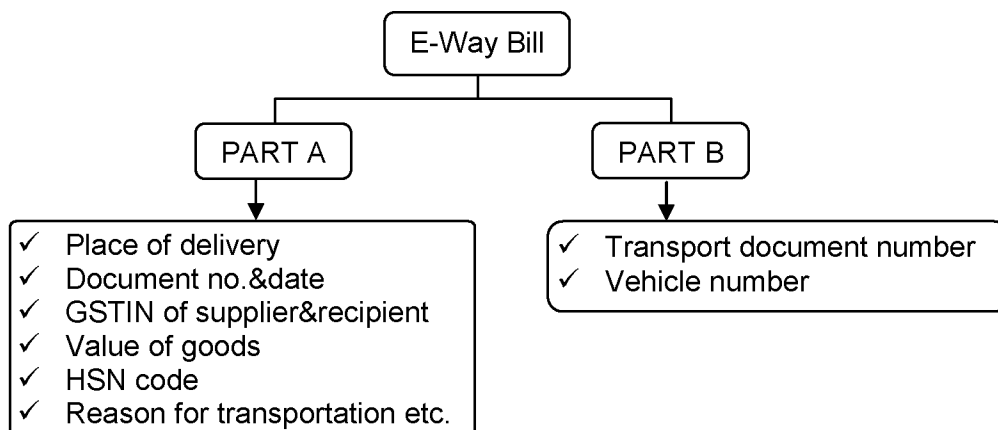 E-Way Bill
PART A
PART B
✓ Place of delivery
✓ Document no.&date
✓ GSTIN of supplier&recipient
✓ Value of goods
✓ HSN code
✓ Reason for transportation etc.
✓ Transport document number
✓ Vehicle number